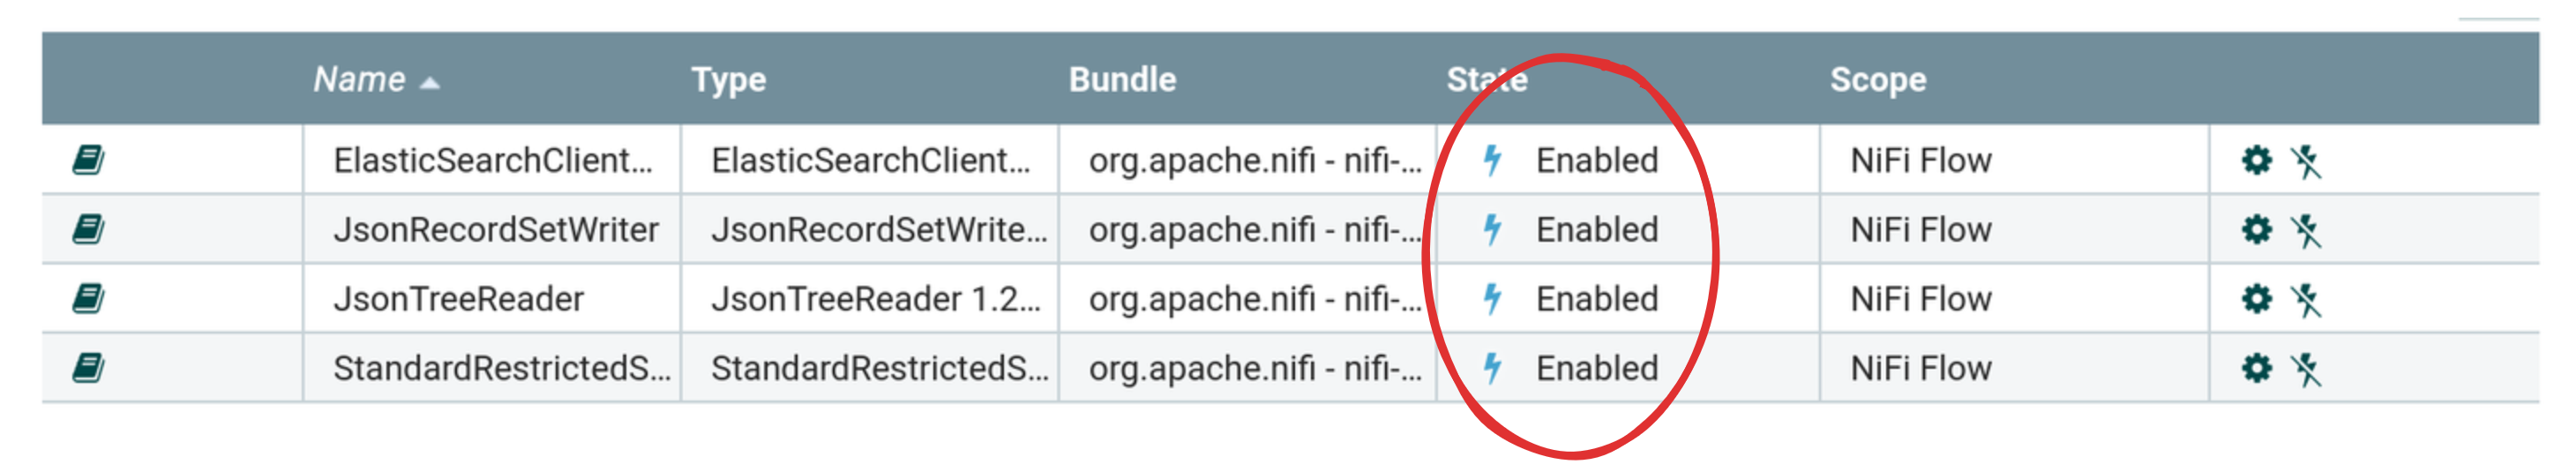 Name Type Bundle State Scope
ElasticSearchClient... ElasticSearchClient... org.apache.nifi - nifi-... Enabled NiFi Flow
JsonRecordSetWriter JsonRecordSetWrite... org.apache.nifi - nifi-... Enabled NiFi Flow
JsonTreeReader JsonTreeReader 1.2... org.apache.nifi - nifi-... Enabled NiFi Flow
StandardRestrictedS... StandardRestrictedS... org.apache.nifi - nifi-... Enabled NiFi Flow